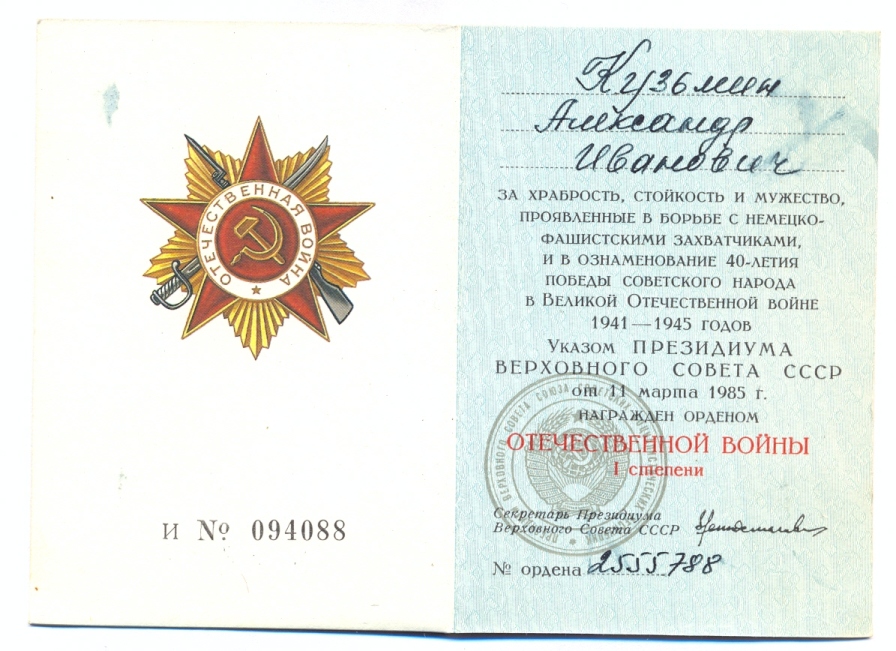 ОТЕЧЕСТВЕННАЯ ВОЙНА
И № 094088
Кузьмин
Александр
Иванович
ЗА ХРАБРОСТЬ, СТОЙКОСТЬ И МУЖЕСТВО,
ПРОЯВЛЕННЫЕ В БОРЬБЕ С НЕМЕЦКО-
ФАШИСТСКИМИ ЗАХВАТЧИКАМИ,
И В ОЗНАМЕНОВАНИЕ 40-ЛЕТИЯ
ПОБЕДЫ СОВЕТСКОГО НАРОДА
В ВЕЛИКОЙ ОТЕЧЕСТВЕННОЙ ВОЙНЕ
1941—1945 ГОДОВ
Указом ПРЕЗИДИУМА
ВЕРХОВНОГО СОВЕТА СССР
от 11 марта 1985 г.
НАГРАЖДЕН ОРДЕНОМ
ОТЕЧЕСТВЕННОЙ ВОЙНЫ
I степени
Секретарь Президиума
Верховного Совета СССР
№ ордена 2555788